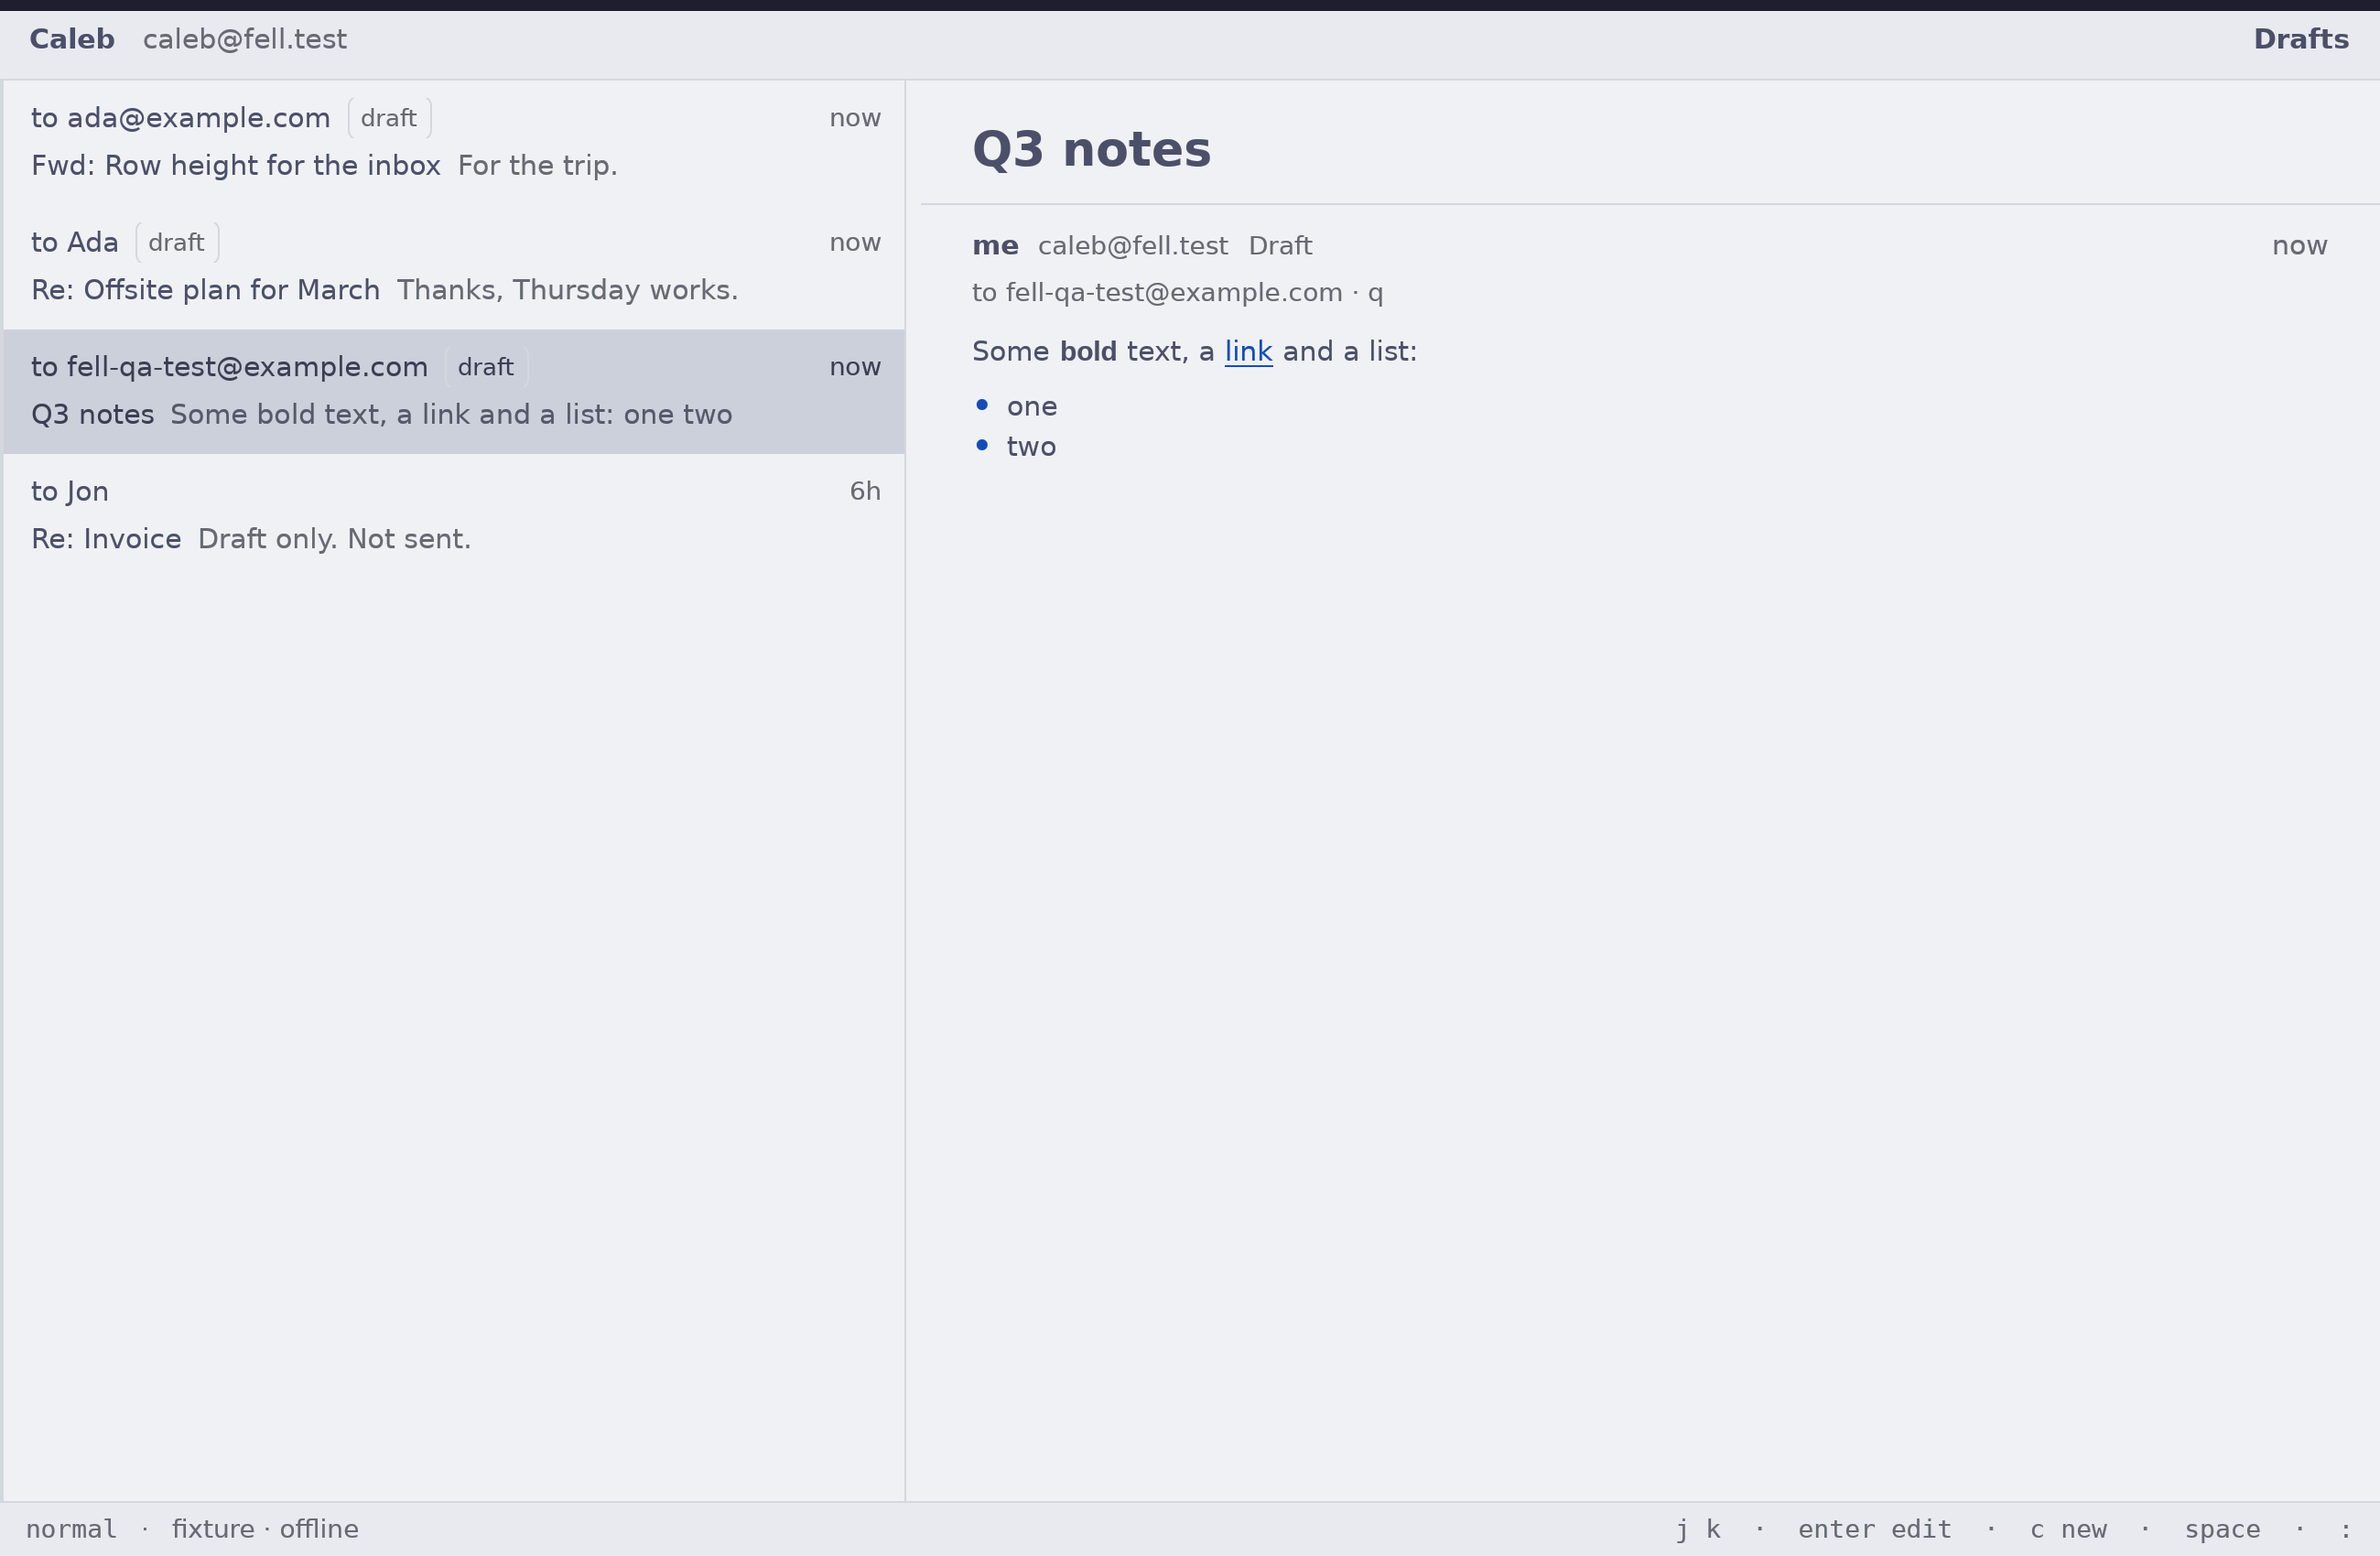 Caleb caleb@fell.test Drafts
to ada@example.com draft now
Fwd: Row height for the inbox For the trip.
to Ada draft now
Re: Offsite plan for March Thanks, Thursday works.
to fell-qa-test@example.com draft now
Q3 notes Some bold text, a link and a list: one two
to Jon 6h
Re: Invoice Draft only. Not sent.
Q3 notes
me caleb@fell.test Draft now
to fell-qa-test@example.com · q
Some bold text, a link and a list:
• one
• two
normal · fixture · offline j k · enter edit · c new · space · :